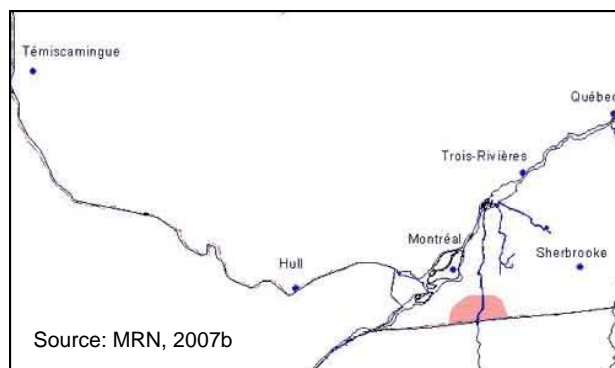 Témiscamingue
Québec
Trois-Rivières
Montréal
Sherbrooke
Hull
Source: MRN, 2007b